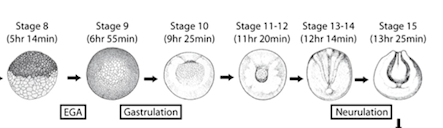 Stage 8
(5hr 14min)
Stage 9
(6hr 55min)
Stage 10
(9hr 25min)
Stage 11-12
(11hr 20min)
Stage 13-14
(12hr 14min)
Stage 15
(13hr 25min)
EGA
Gastrulation
Neurulation